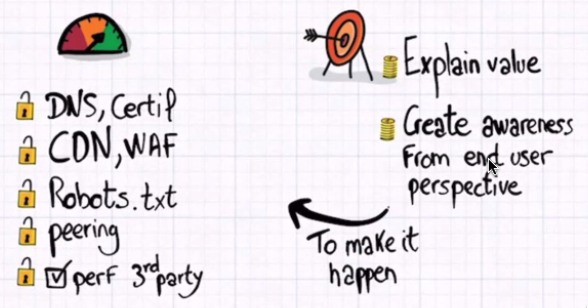 DNS, Certif
CDN, WAF
Robots.txt
peering
perf 3rd party
Explain value
Create awareness
From end user
perspective
To make it
happen